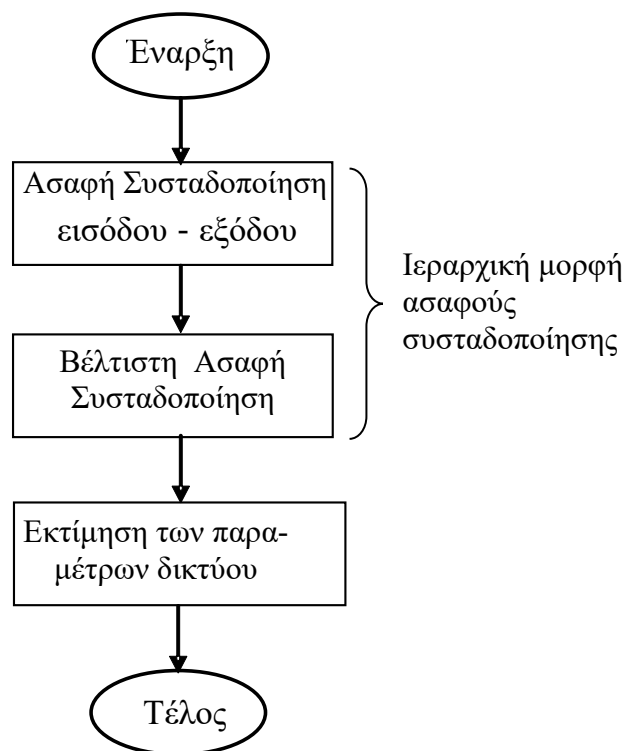 Έναρξη
Ασαφή Συσταδοποίηση
εισόδου - εξόδου
Βέλτιστη Ασαφή
Συσταδοποίηση
Ιεραρχική μορφή
ασαφούς
συσταδοποίησης
Εκτίμηση των παρα-
μέτρων δικτύου
Τέλος